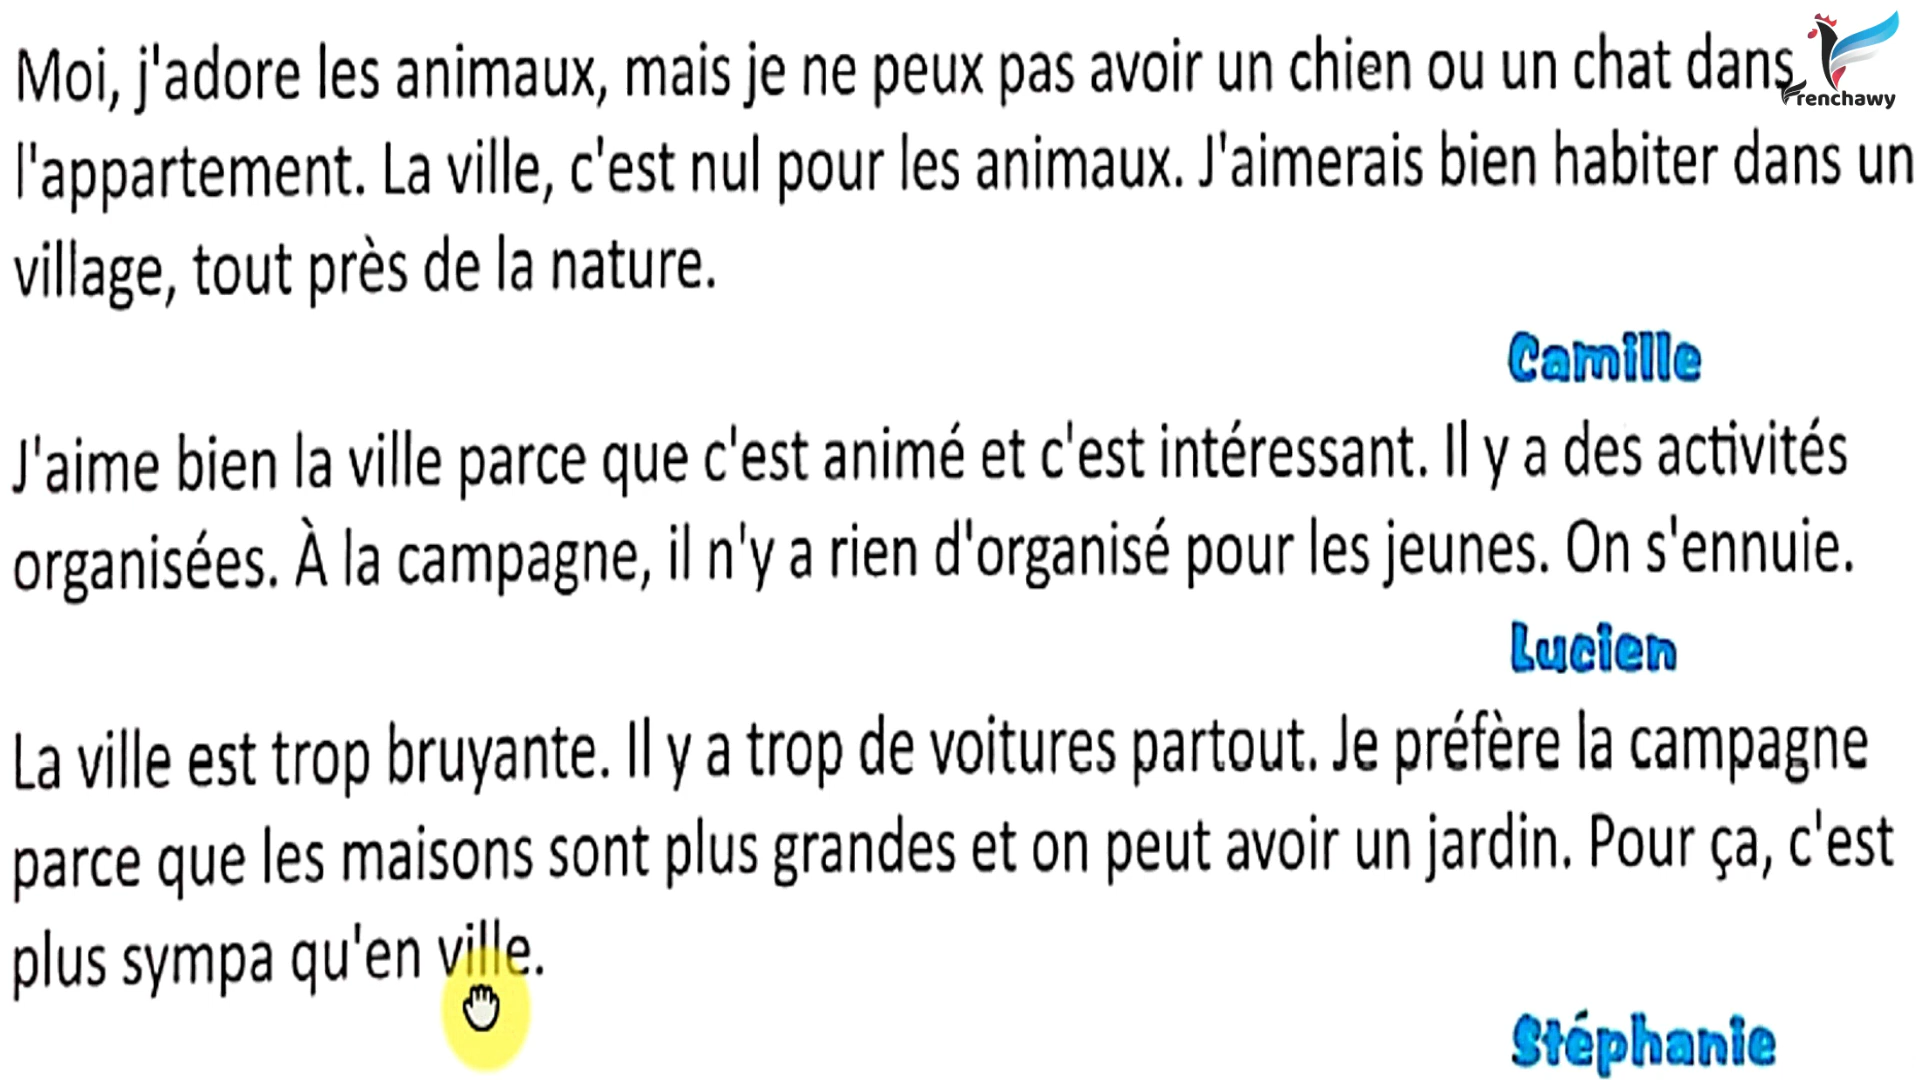 Moi, j'adore les animaux, mais je ne peux pas avoir un chien ou un chat dans
renchawy
l'appartement. La ville, c'est nul pour les animaux. J'aimerais bien habiter dans un
village, tout près de la nature.
Camille
J'aime bien la ville parce que c'est animé et c'est intéressant. Il y a des activités
organisées. À la campagne, il n'y a rien d'organisé pour les jeunes. On s'ennuie.
Lucien
La ville est trop bruyante. Il y a trop de voitures partout. Je préfère la campagne
parce que les maisons sont plus grandes et on peut avoir un jardin. Pour ça, c'est
plus sympa qu'en ville.
Stéphanie